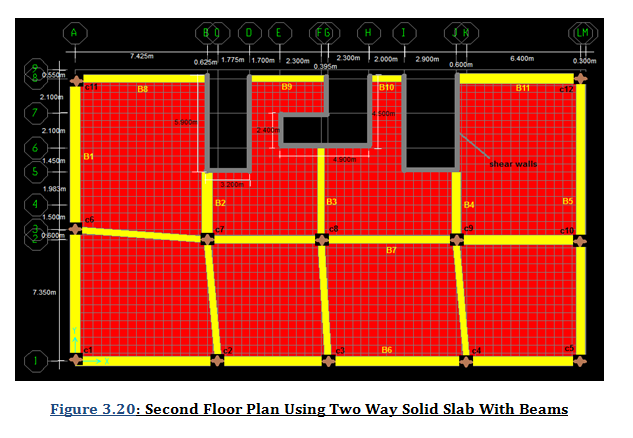 A B C D E F G H I J K L M
7.425m 1.775m 1.700m 2.300m 2.300m 2.000m 2.900m 6.400m
0.625m 0.395m 0.600m 0.300m
9
8
0.550m
c11 B8 B9 B10 B11 c12
2.100m
4.500m
7
5.900m
2.100m 2.400m
6
B1 4.900m
1.450m shear walls
5
3.200m
1.983m
4 B2 B3 B4 B5
1.500m c6
3 c7 c8 c9 c10
0.600m
2
B7
7.350m
Y
c1 c2 c3 B6 c4 c5
1 X
Figure 3.20: Second Floor Plan Using Two Way Solid Slab With Beams